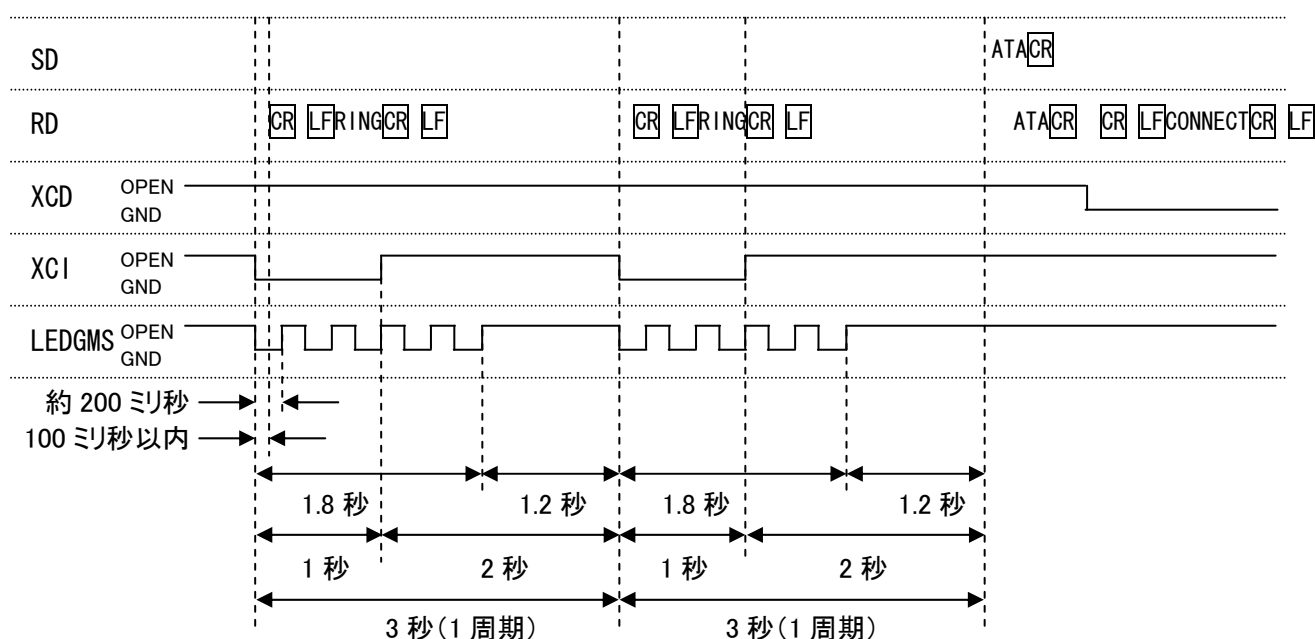 SD ATACR
RD CR LFRINGCR LF CR LFRINGCR LF ATACR CR LFCONNECTCR LF
XCD OPEN
GND
XCI OPEN
GND
LEDGMS OPEN
GND
約 200 ミリ秒
100 ミリ秒以内
1.8 秒 1.2 秒 1.8 秒 1.2 秒
1 秒 2 秒 1 秒 2 秒
3 秒(1 周期) 3 秒(1 周期)